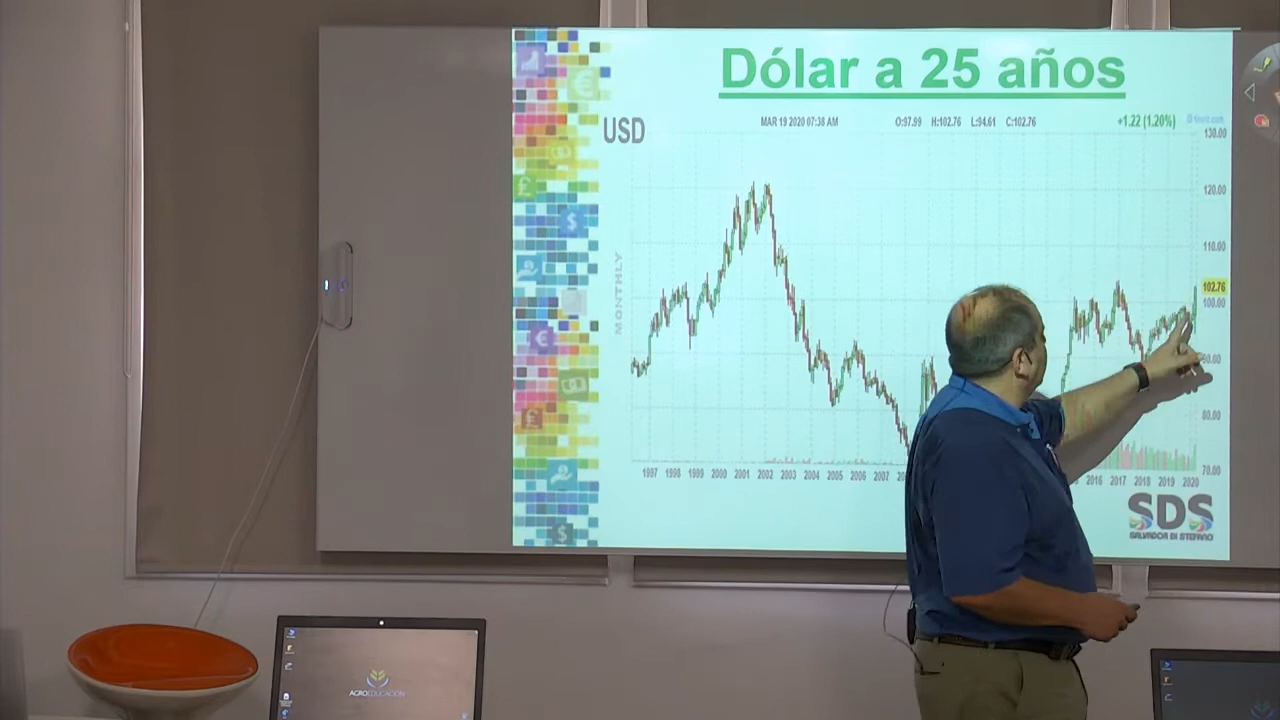 Dólar a 25 años
USD
MAR 19 2020 07:38 AM
O:97.99 H:102.76 L:94.61 C:102.76
+1.22 (1.20%)
130.00
120.00
110.00
102.76
100.00
90.00
80.00
70.00
MONTHLY
1997 1998 1999 2000 2001 2002 2003 2004 2005 2006 2007
2016 2017 2018 2019 2020
SDS
SALVADOR DI STEFANO
AGROEDUCACIÓN